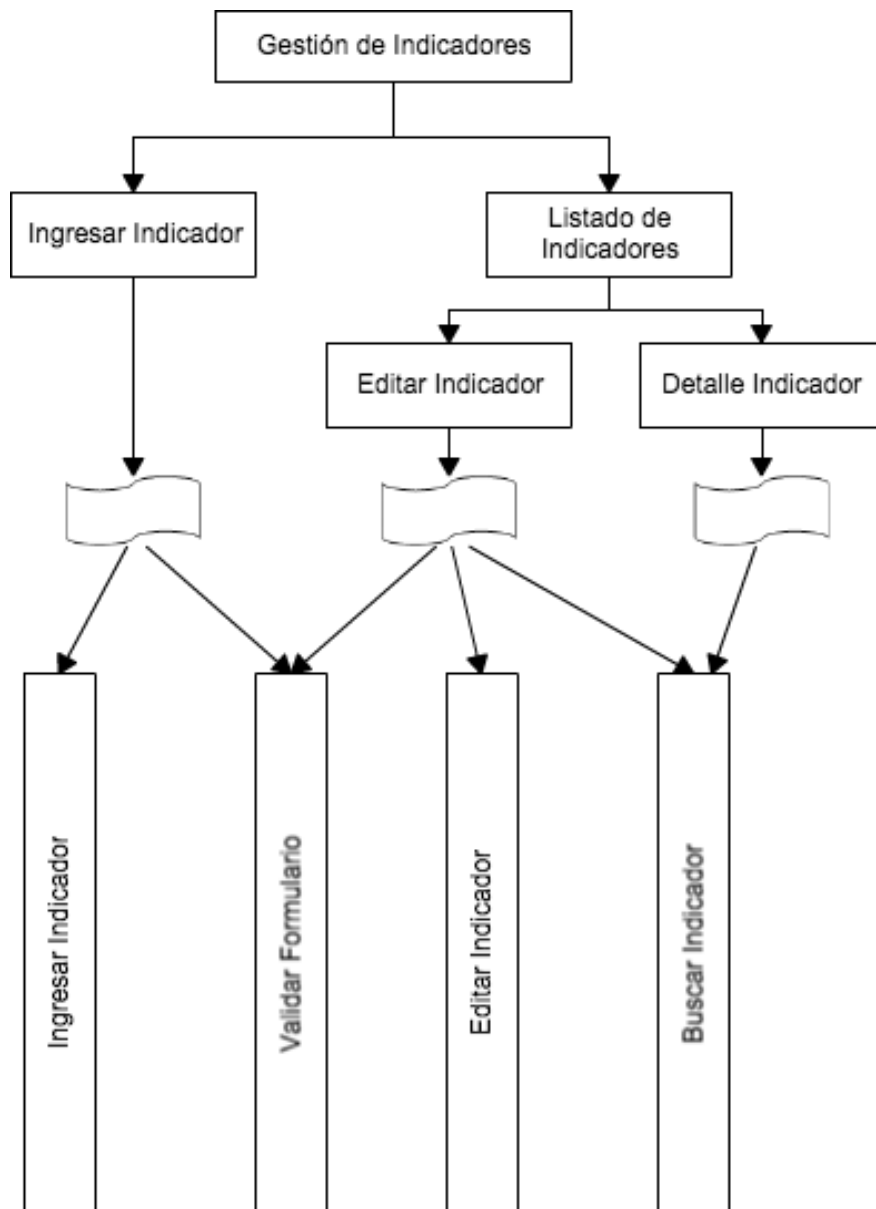 Gestión de Indicadores
Ingresar Indicador
Listado de
Indicadores
Editar Indicador
Detalle Indicador
Ingresar Indicador
Validar Formulario
Editar Indicador
Buscar Indicador